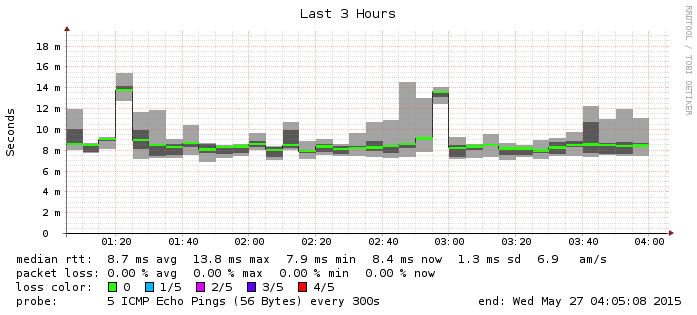 Last 3 Hours
RRDTOOL / TOBI OETIKER
Seconds
18 m
16 m
14 m
12 m
10 m
8 m
6 m
4 m
2 m
0
01:20 01:40 02:00 02:20 02:40 03:00 03:20 03:40 04:00
median rtt: 8.7 ms avg 13.8 ms max 7.9 ms min 8.4 ms now 1.3 ms sd 6.9 am/s
packet loss: 0.00 % avg 0.00 % max 0.00 % min 0.00 % now
loss color: 0 1/5 2/5 3/5 4/5
probe: 5 ICMP Echo Pings (56 Bytes) every 300s end: Wed May 27 04:05:08 2015